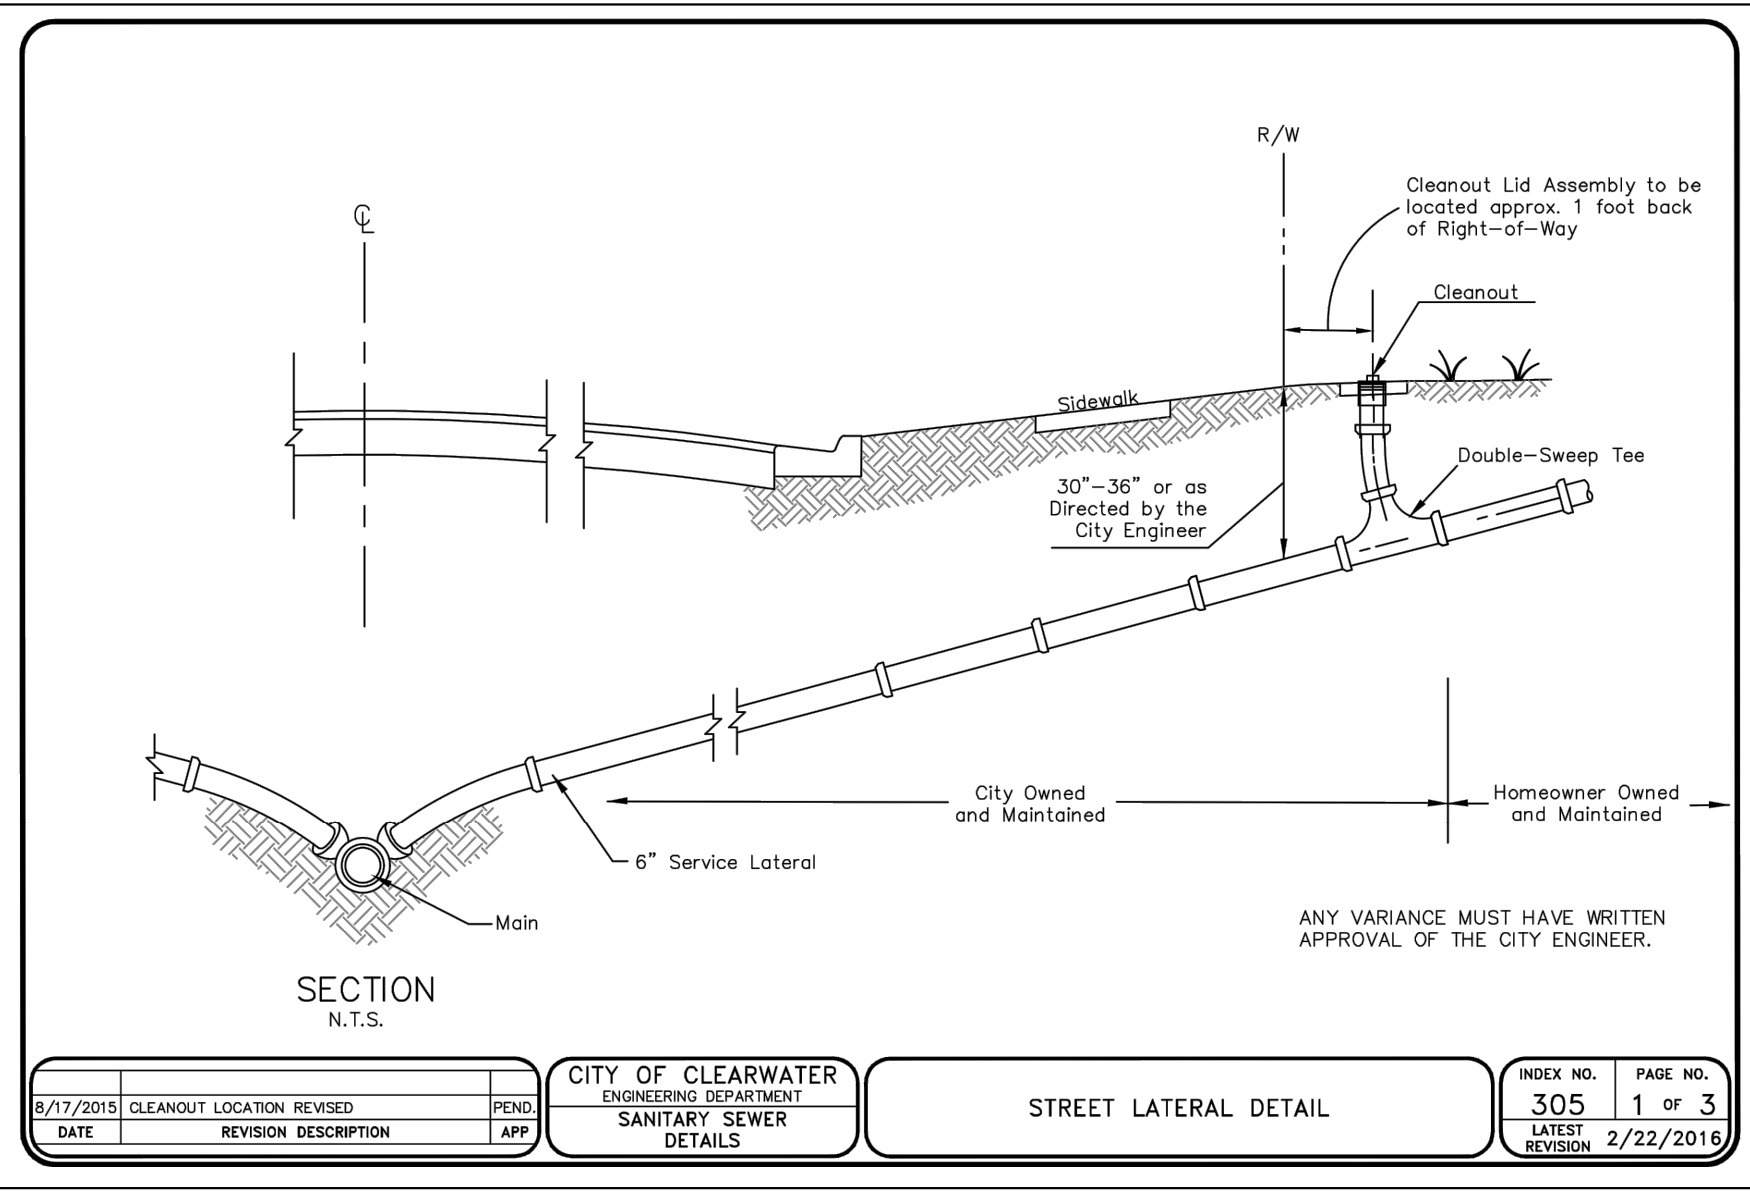 R/W
Cleanout Lid Assembly to be
located approx. 1 foot back
of Right-of-Way
℄
Cleanout
Sidewalk
Double-Sweep Tee
30"-36" or as
Directed by the
City Engineer
City Owned
and Maintained
Homeowner Owned
and Maintained
6" Service Lateral
Main
ANY VARIANCE MUST HAVE WRITTEN
APPROVAL OF THE CITY ENGINEER.
SECTION
N.T.S.
8/17/2015 CLEANOUT LOCATION REVISED PEND.
DATE REVISION DESCRIPTION APP
CITY OF CLEARWATER
ENGINEERING DEPARTMENT
SANITARY SEWER
DETAILS
STREET LATERAL DETAIL
INDEX NO. PAGE NO.
305 1 OF 3
LATEST
REVISION 2/22/2016